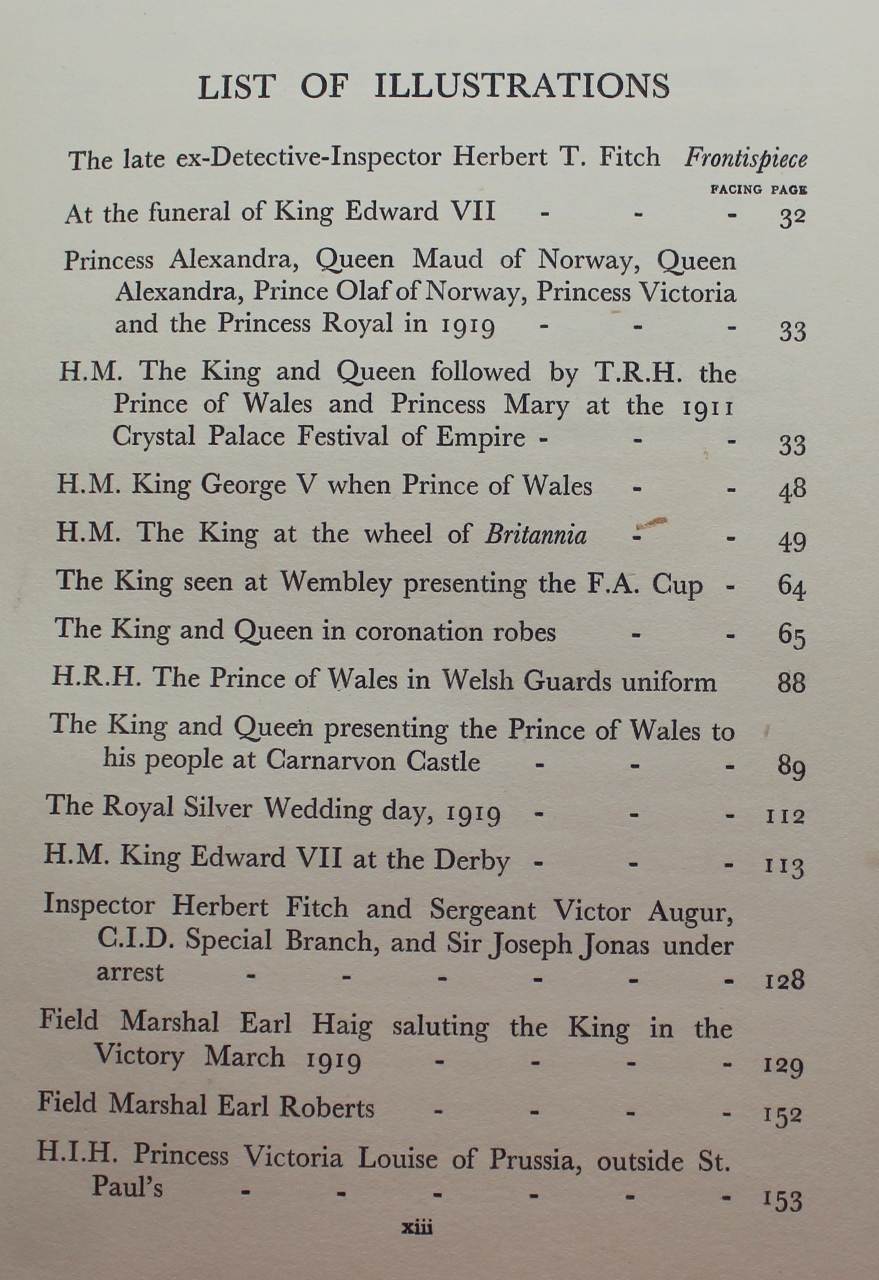 LIST OF ILLUSTRATIONS
The late ex-Detective-Inspector Herbert T. Fitch Frontispiece
FACING PAGE
At the funeral of King Edward VII - - - 32
Princess Alexandra, Queen Maud of Norway, Queen
Alexandra, Prince Olaf of Norway, Princess Victoria
and the Princess Royal in 1919 - - - 33
H.M. The King and Queen followed by T.R.H. the
Prince of Wales and Princess Mary at the 1911
Crystal Palace Festival of Empire - - - 33
H.M. King George V when Prince of Wales - - 48
H.M. The King at the wheel of Britannia - - 49
The King seen at Wembley presenting the F.A. Cup - 64
The King and Queen in coronation robes - - 65
H.R.H. The Prince of Wales in Welsh Guards uniform 88
The King and Queen presenting the Prince of Wales to
his people at Carnarvon Castle - - - 89
The Royal Silver Wedding day, 1919 - - - 112
H.M. King Edward VII at the Derby - - - 113
Inspector Herbert Fitch and Sergeant Victor Augur,
C.I.D. Special Branch, and Sir Joseph Jonas under
arrest - - - - - - 128
Field Marshal Earl Haig saluting the King in the
Victory March 1919 - - - - 129
Field Marshal Earl Roberts - - - - 152
H.I.H. Princess Victoria Louise of Prussia, outside St.
Paul's - - - - - - 153
xiii